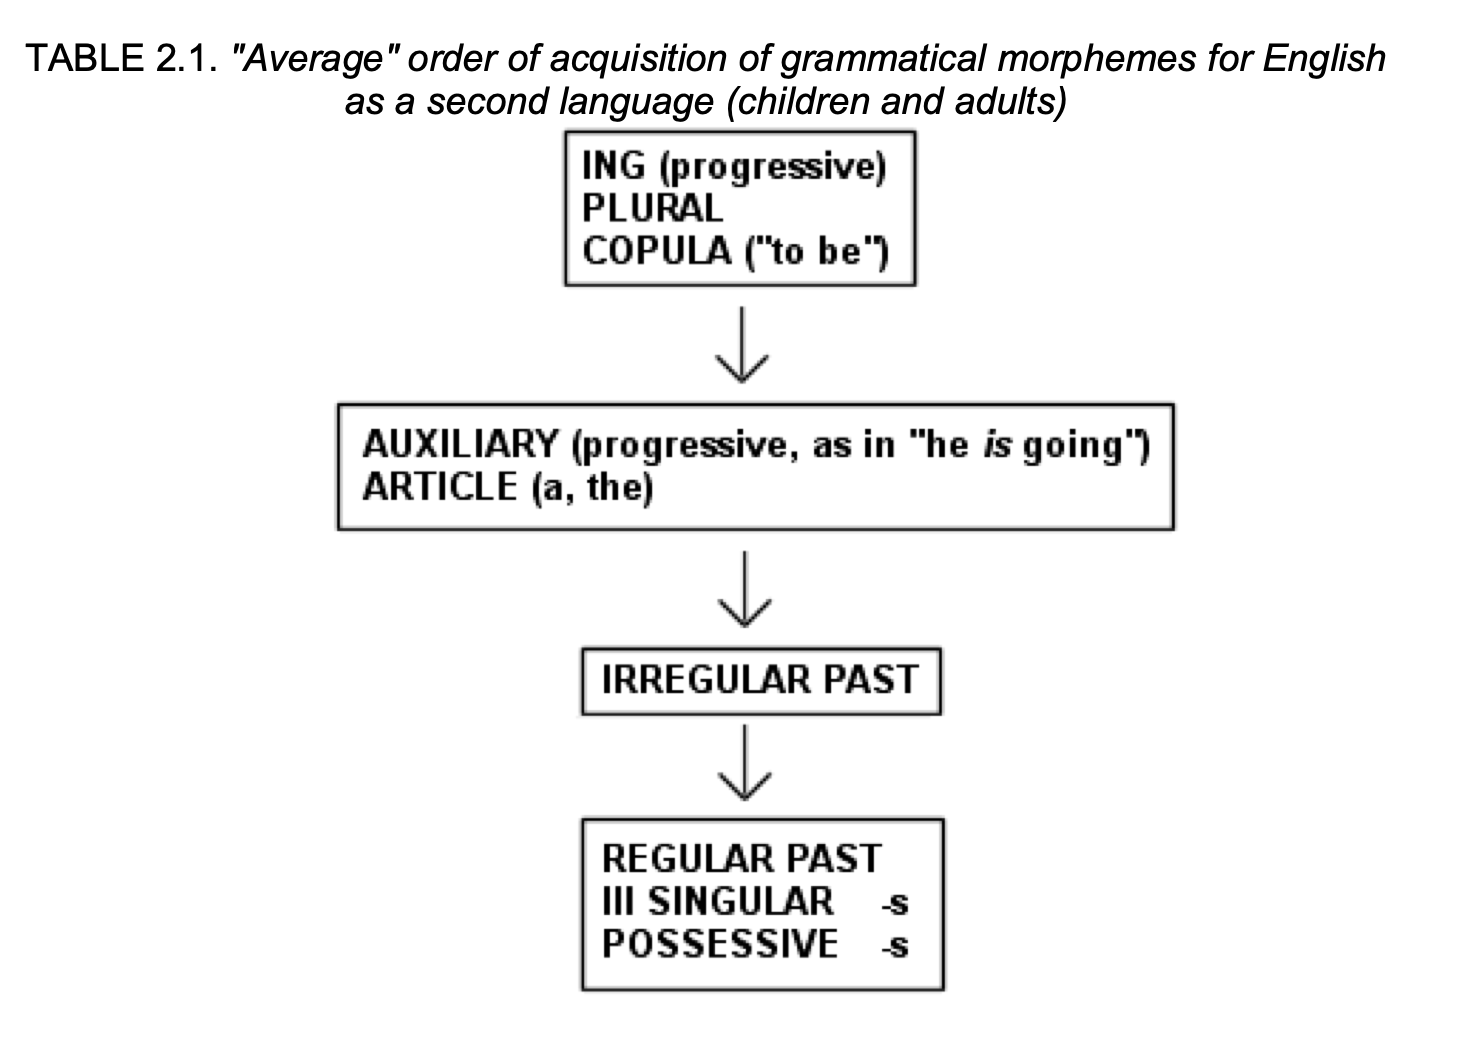 TABLE 2.1. "Average" order of acquisition of grammatical morphemes for English
as a second language (children and adults)
ING (progressive)
PLURAL
COPULA ("to be")
AUXILIARY (progressive, as in "he is going")
ARTICLE (a, the)
IRREGULAR PAST
REGULAR PAST
III SINGULAR -s
POSSESSIVE -s